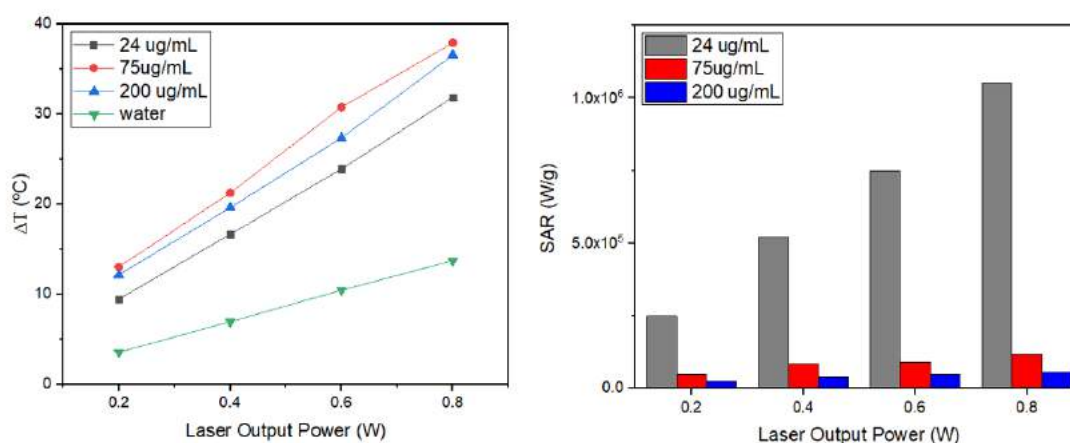 40
30
20
10
0
ΔT (ºC)
24 ug/mL
75ug/mL
200 ug/mL
water
0.2 0.4 0.6 0.8
Laser Output Power (W)
1.0x10⁶
5.0x10⁵
0.0
SAR (W/g)
24 ug/mL
75ug/mL
200 ug/mL
0.2 0.4 0.6 0.8
Laser Output Power (W)